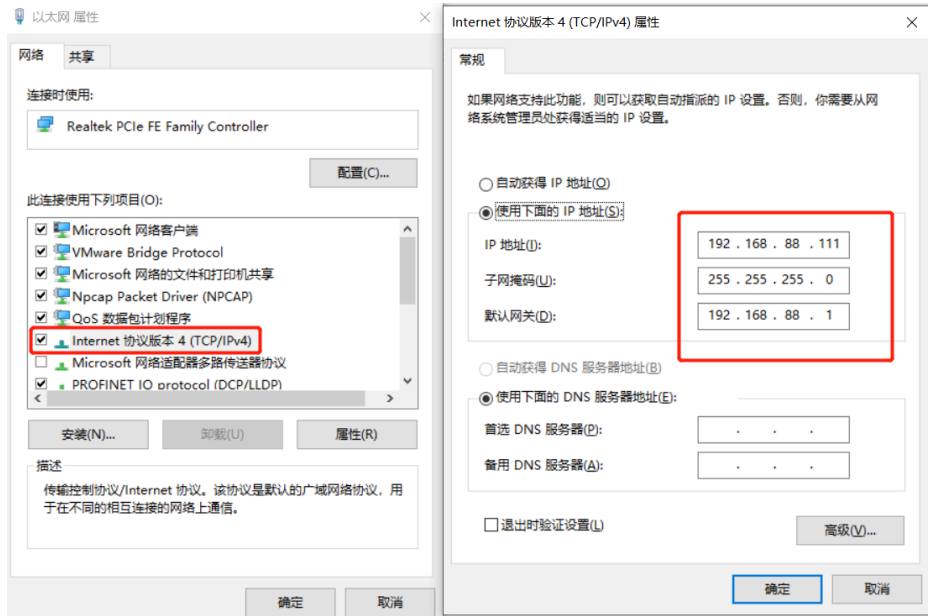 以太网 属性
网络
共享
连接时使用:
Realtek PCIe FE Family Controller
配置(C)...
此连接使用下列项目(O):
Microsoft 网络客户端
VMware Bridge Protocol
Microsoft 网络的文件和打印机共享
Npcap Packet Driver (NPCAP)
QoS 数据包计划程序
Internet 协议版本 4 (TCP/IPv4)
Microsoft 网络适配器多路传送器协议
PROFINET IO protocol (DCP/LLDP)
安装(N)...
卸载(U)
属性(R)
描述
传输控制协议/Internet 协议。该协议是默认的广域网络协议，用
于在不同的相互连接的网络上通信。
确定
取消
Internet 协议版本 4 (TCP/IPv4) 属性
常规
如果网络支持此功能，则可以获取自动指派的 IP 设置。否则，你需要从网
络系统管理员处获得适当的 IP 设置。
自动获得 IP 地址(O)
使用下面的 IP 地址(S):
IP 地址(I):
192 . 168 . 88 . 111
子网掩码(U):
255 . 255 . 255 . 0
默认网关(D):
192 . 168 . 88 . 1
自动获得 DNS 服务器地址(B)
使用下面的 DNS 服务器地址(E):
首选 DNS 服务器(P):
. . .
备用 DNS 服务器(A):
. . .
退出时验证设置(L)
高级(V)...
确定
取消